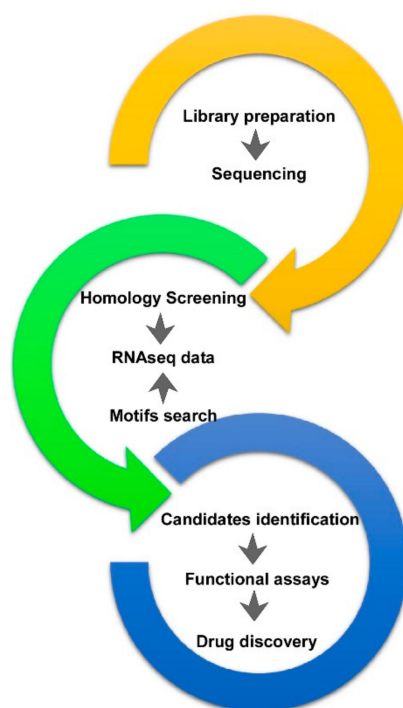 Library preparation
Sequencing
Homology Screening
RNAseq data
Motifs search
Candidates identification
Functional assays
Drug discovery